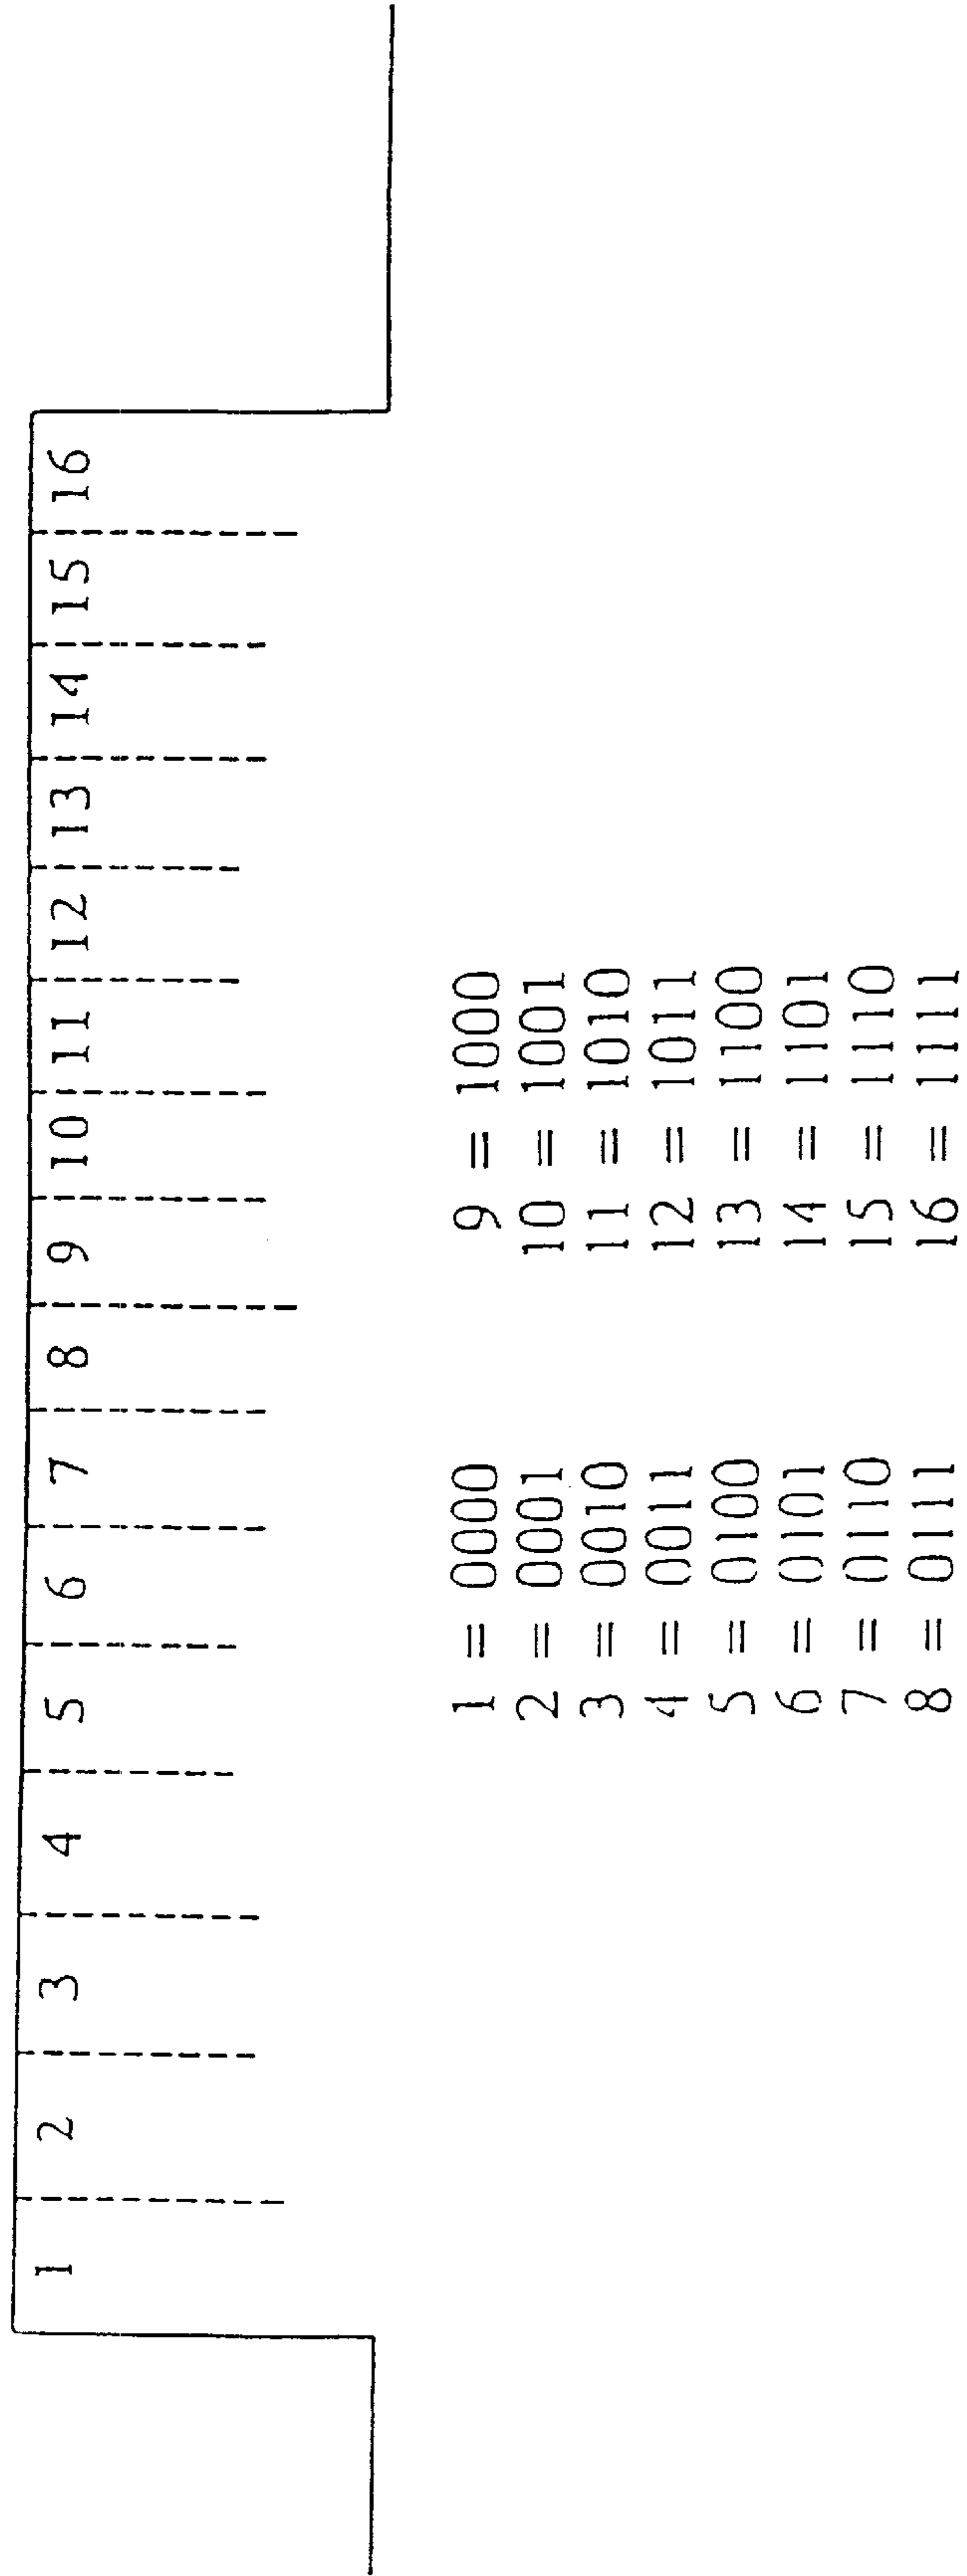 1 2 3 4 5 6 7 8 9 10 11 12 13 14 15 16
1 = 0000
2 = 0001
3 = 0010
4 = 0011
5 = 0100
6 = 0101
7 = 0110
8 = 0111
9 = 1000
10 = 1001
11 = 1010
12 = 1011
13 = 1100
14 = 1101
15 = 1110
16 = 1111